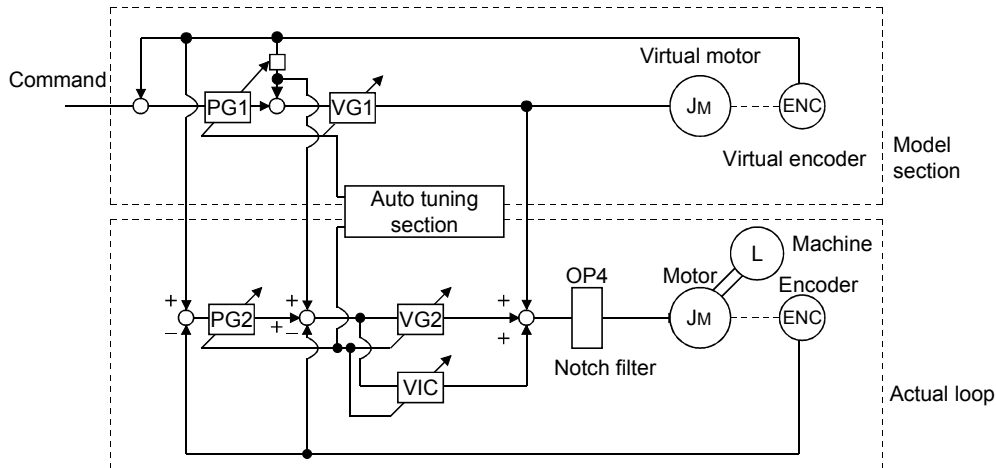 Command
PG1
VG1
Virtual motor
JM
ENC
Virtual encoder
Model
section
Auto tuning
section
+
−
PG2
+
+
−
VG2
VIC
+
+
OP4
Notch filter
Motor
JM
L
Machine
Encoder
ENC
Actual loop